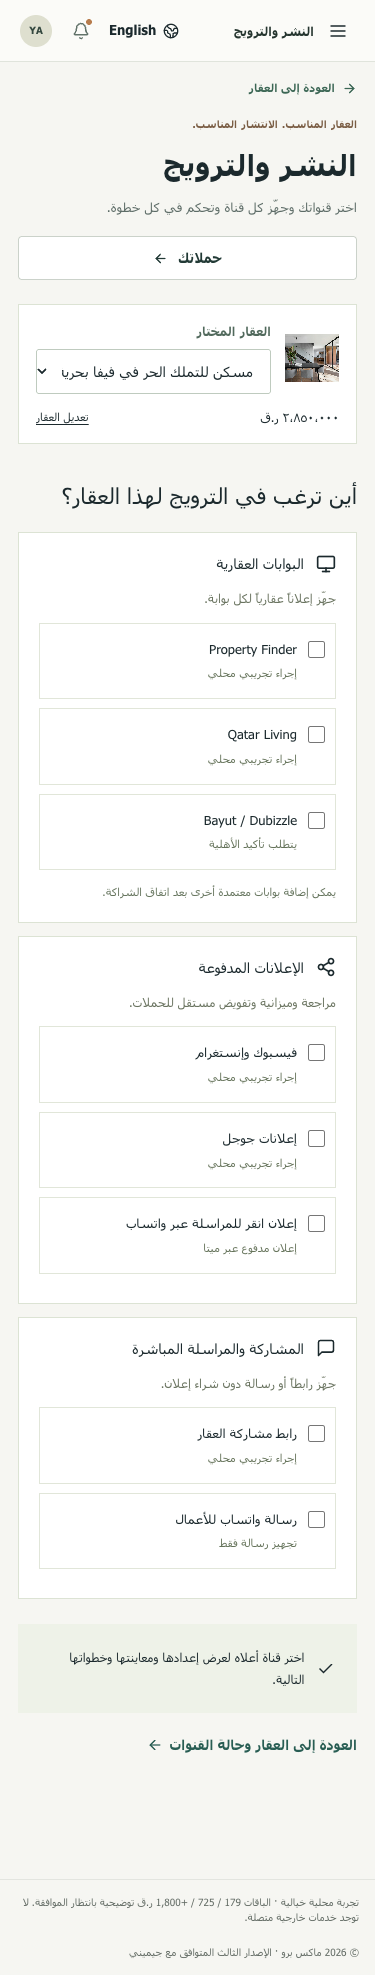 النشر والترويج
English
YA
العودة إلى العقار
العقار المناسب. الانتشار المناسب.
النشر والترويج
اختر قنواتك وجهّز كل قناة وتحكم في كل خطوة.
حملاتك
العقار المختار
مسكن للتملك الحر في فيفا بحرية
٢٬٨٥٠٬٠٠٠ ر.ق
تعديل العقار
أين ترغب في الترويج لهذا العقار؟
البوابات العقارية
جهّز إعلاناً عقارياً لكل بوابة.
Property Finder
إجراء تجريبي محلي
Qatar Living
إجراء تجريبي محلي
Bayut / Dubizzle
يتطلب تأكيد الأهلية
يمكن إضافة بوابات معتمدة أخرى بعد اتفاق الشراكة.
الإعلانات المدفوعة
مراجعة وميزانية وتفويض مستقل للحملات.
فيسبوك وإنستغرام
إجراء تجريبي محلي
إعلانات جوجل
إجراء تجريبي محلي
إعلان انقر للمراسلة عبر واتساب
إعلان مدفوع عبر ميتا
المشاركة والمراسلة المباشرة
جهّز رابطاً أو رسالة دون شراء إعلان.
رابط مشاركة العقار
إجراء تجريبي محلي
رسالة واتساب للأعمال
تجهيز رسالة فقط
اختر قناة أعلاه لعرض إعدادها ومعاينتها وخطواتها
التالية.
العودة إلى العقار وحالة القنوات
تجربة محلية خيالية · الباقات 179 / 725 / +1,800 ر.ق توضيحية بانتظار الموافقة. لا
توجد خدمات خارجية متصلة.
© 2026 ماكس برو · الإصدار الثالث المتوافق مع جيميني